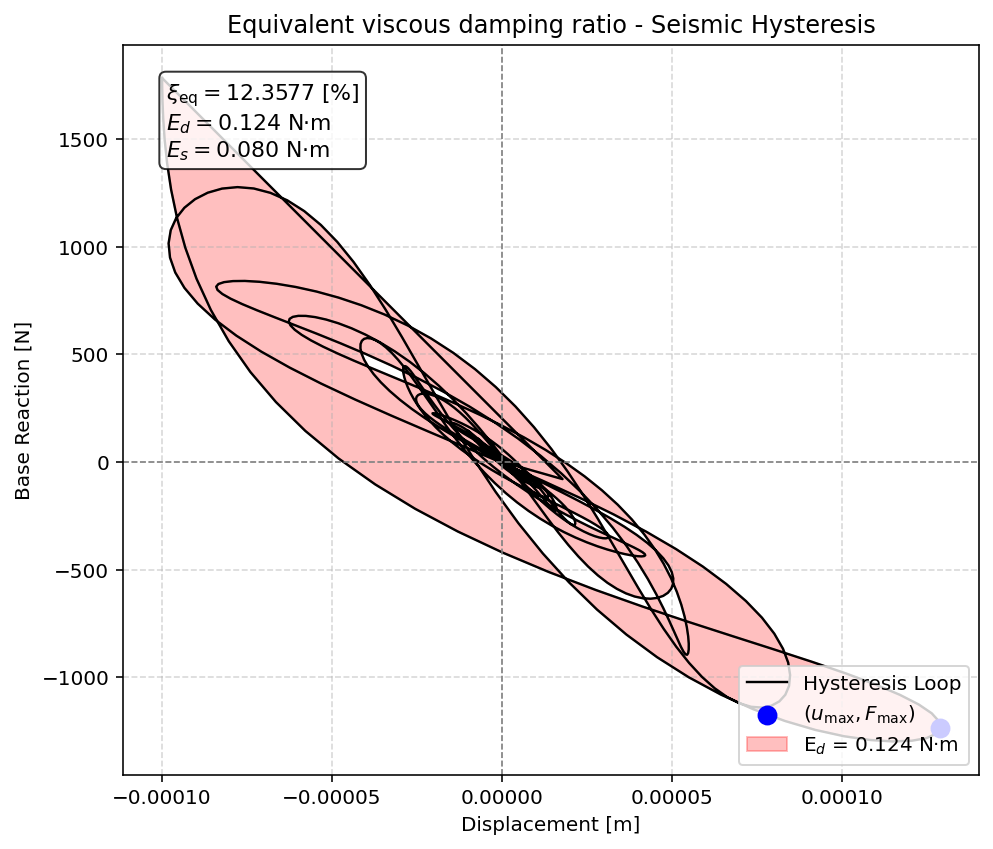 Equivalent viscous damping ratio - Seismic Hysteresis
ξeq = 12.3577 [%]
Ed = 0.124 N·m
Es = 0.080 N·m
1500
1000
500
0
−500
−1000
Base Reaction [N]
Hysteresis Loop
(umax, Fmax)
Ed = 0.124 N·m
−0.00010
−0.00005
0.00000
0.00005
0.00010
Displacement [m]